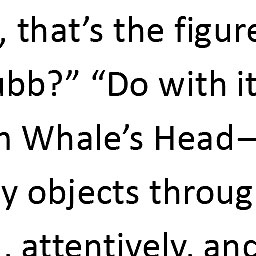 , that’s the figure
ubb?” “Do with it
n Whale’s Head—
y objects throug
, attentively, and